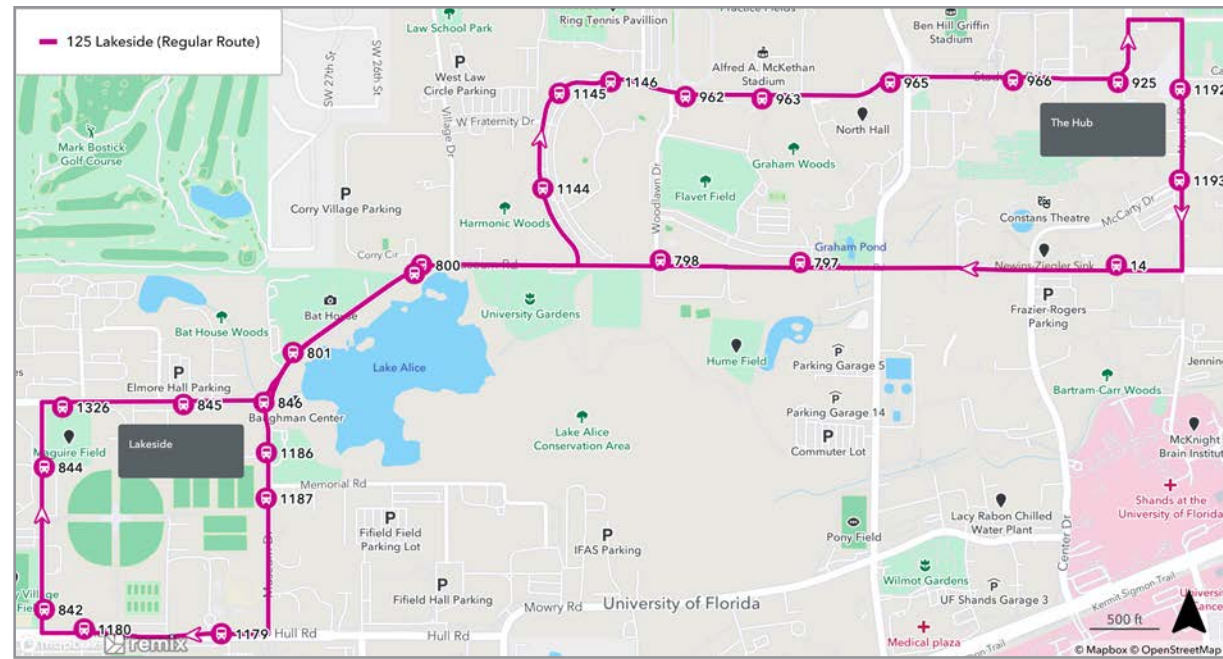 125 Lakeside (Regular Route)
Law School Park
Ring Tennis Pavillion
Practice Fields
Ben Hill Griffin
Stadium
SW 27th St
SW 26th St
P
West Law
Circle Parking
Village Dr
W Fraternity Dr
Alfred A. McKethan
Stadium
1146
1145
962
963
965
966
925
1192
North Hall
The Hub
Mark Bostick
Golf Course
P
Corry Village Parking
1144
Harmonic Woods
Woodlawn Dr
Flavet Field
Graham Woods
Constans Theatre
McCarty Dr
1193
Corry Cir
800
798
Graham Pond
797
Newins-Ziegler Sink
14
P
Frazier-Rogers
Parking
Bat House
University Gardens
Bat House Woods
801
Lake Alice
Hume Field
Parking Garage 5
P
Elmore Hall Parking
1326
845
846
Baughman Center
Parking Garage 14
P
Commuter Lot
Bartram-Carr Woods
Lakeside
Maguire Field
844
1186
Lake Alice
Conservation Area
McKnight
Brain Institu
Memorial Rd
1187
Shands at the
University of Florida
P
Fifield Field
Parking Lot
P
IFAS Parking
Pony Field
Lacy Rabon Chilled
Water Plant
Center Dr
Wilmot Gardens
P
Fifield Hall Parking
Mowry Rd
University of Florida
UF Shands Garage 3
Kermit Sigmon Trail
842
1180
1179
Hull Rd
Hull Rd
Medical plaza
500 ft
mapbox remix
© Mapbox © OpenStreetMap